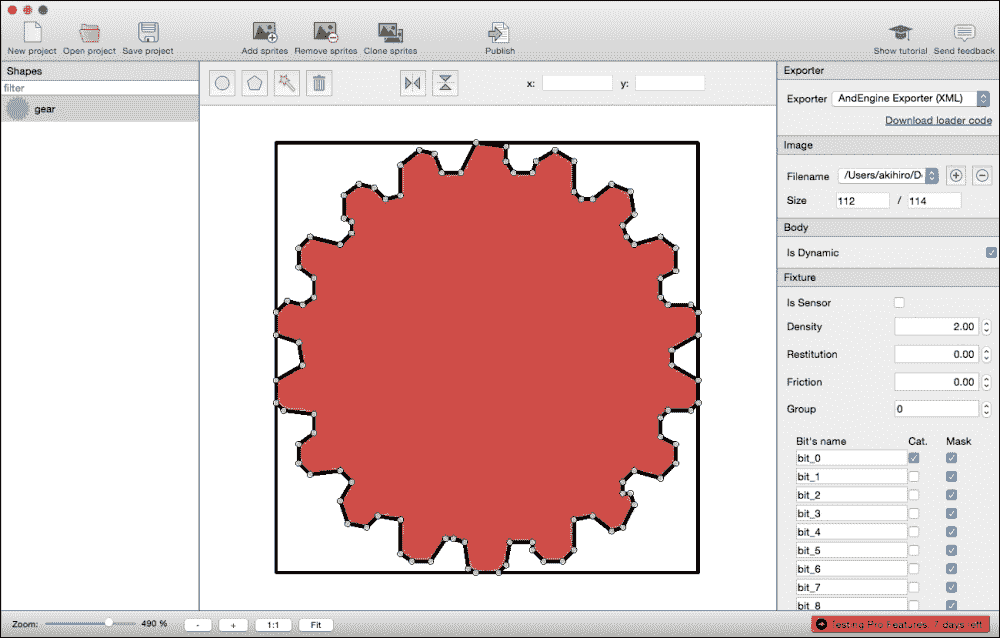 New project Open project Save project Add sprites Remove sprites Clone sprites Publish Show tutorial Send feedback
Shapes
filter
gear
x: y:
Exporter
Exporter AndEngine Exporter (XML)
Download loader code
Image
Filename /Users/akihiro/D
Size 112 / 114
Body
Is Dynamic
Fixture
Is Sensor
Density 2.00
Restitution 0.00
Friction 0.00
Group 0
Bit's name Cat. Mask
bit_0
bit_1
bit_2
bit_3
bit_4
bit_5
bit_6
bit_7
bit_8
Zoom: 490 % - + 1:1 Fit
Testing Pro Features. 7 days left